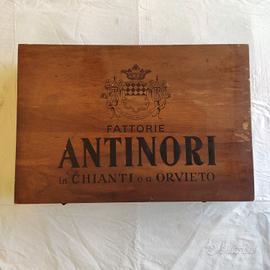 FATTORIE
ANTINORI
in CHIANTI e a ORVIETO